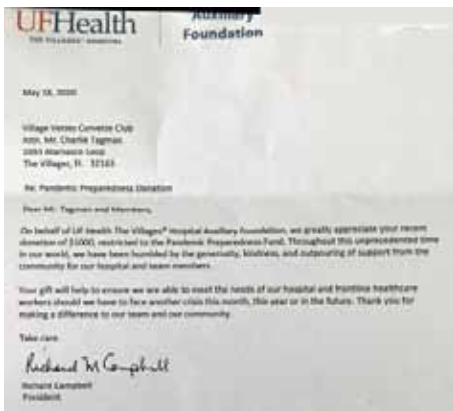 UFHealth
THE VILLAGES® HOSPITAL
Auxiliary
Foundation
May 18, 2020
Village Vettes Corvette Club
Attn: Mr. Charlie Tagman
The Villages, FL 32163
Re: Pandemic Preparedness Donation
Dear Mr. Tagman and Members,
On behalf of UF Health The Villages® Hospital Auxiliary Foundation, we greatly appreciate your recent
donation of $1000, restricted to the Pandemic Preparedness Fund. Throughout this unprecedented time
in our world, we have been humbled by the generosity, kindness, and outpouring of support from the
community for our hospital and team members.
Your gift will help to ensure we are able to meet the needs of our hospital and frontline healthcare
workers should we have to face another crisis this month, this year or in the future. Thank you for
making a difference to our team and our community.
Take care
Richard M Campbell
Richard Campbell
President